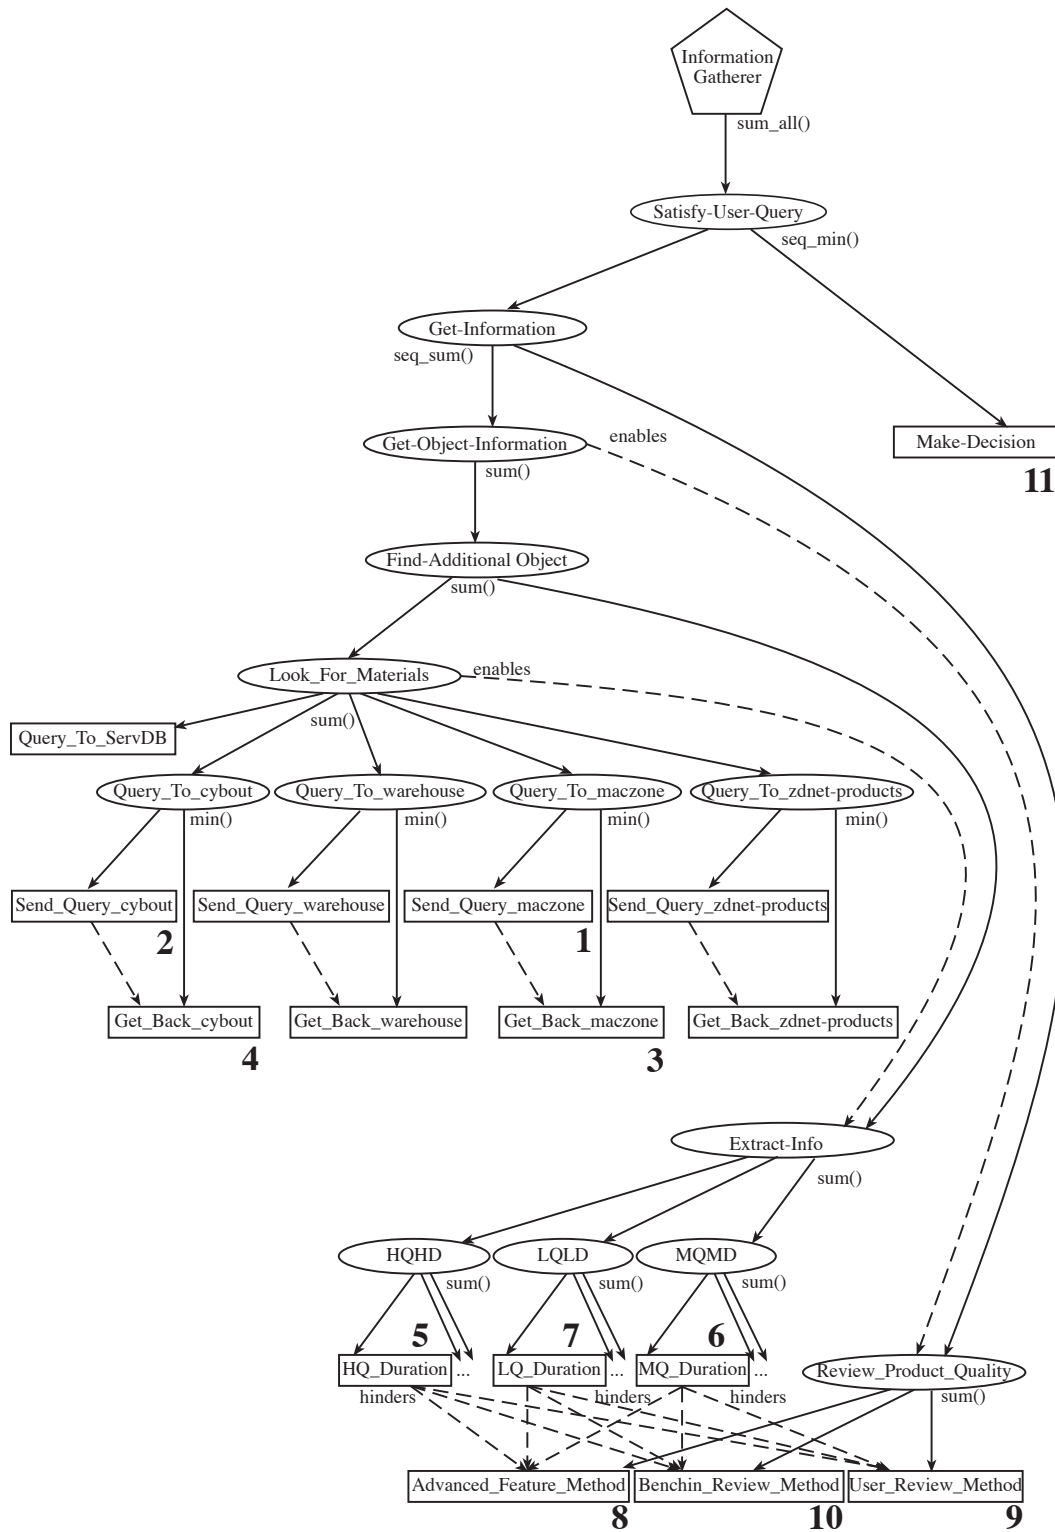 Information
Gatherer
sum_all()
Satisfy-User-Query
seq_min()
Get-Information
seq_sum()
Get-Object-Information
enables
Make-Decision
sum()
11
Find-Additional Object
sum()
Look_For_Materials
enables
sum()
Query_To_ServDB
Query_To_cybout
Query_To_warehouse
Query_To_maczone
Query_To_zdnet-products
min()
min()
min()
Send_Query_cybout
Send_Query_warehouse
Send_Query_maczone
Send_Query_zdnet-products
2
1
Get_Back_cybout
Get_Back_warehouse
Get_Back_maczone
Get_Back_zdnet-products
4
3
Extract-Info
sum()
HQHD
LQLD
MQMD
sum()
sum()
sum()
5
7
6
HQ_Duration
...
LQ_Duration
...
MQ_Duration
...
Review_Product_Quality
hinders
hinders
hinders
sum()
Advanced_Feature_Method
Benchin_Review_Method
User_Review_Method
8
10
9